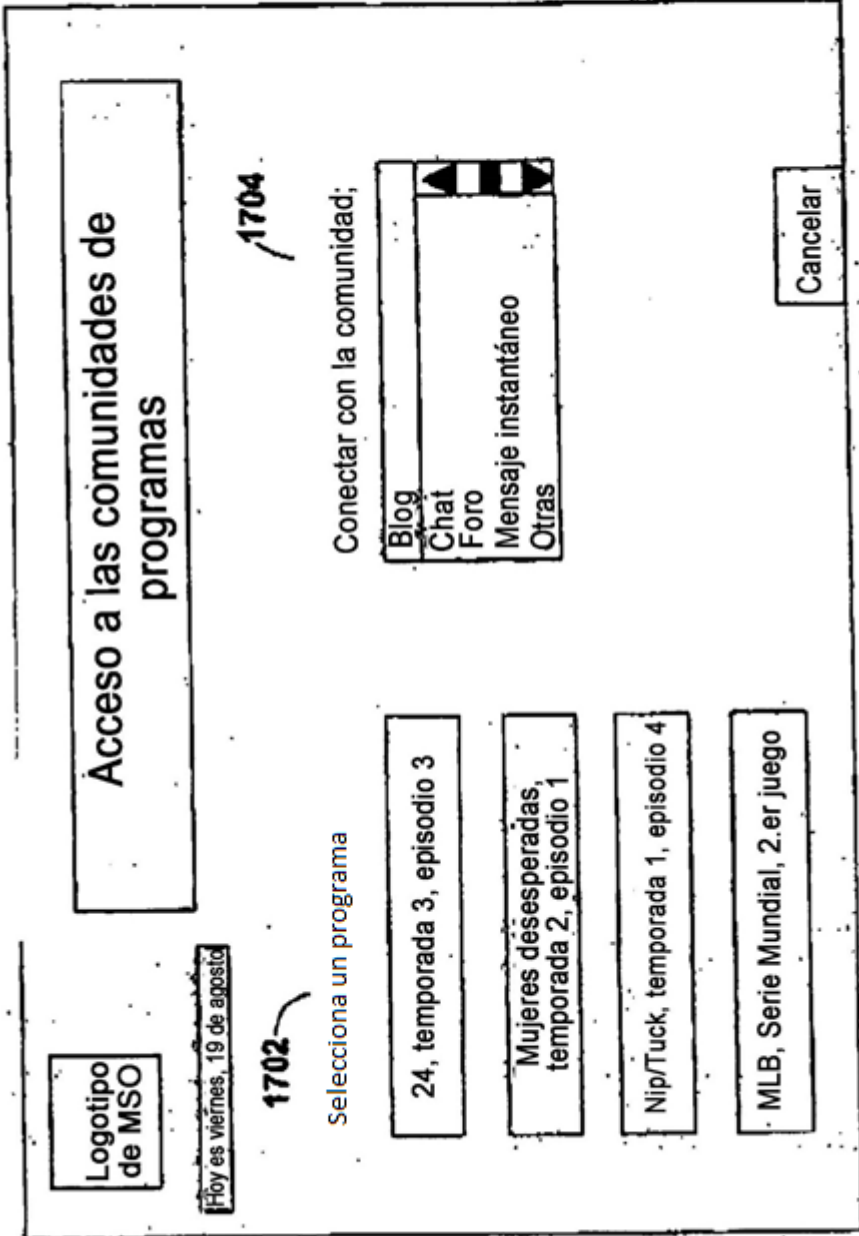 Logotipo
de MSO
Acceso a las comunidades de
programas
Hoy es viernes, 19 de agosto
1702
1704
Selecciona un programa
24, temporada 3, episodio 3
Mujeres desesperadas,
temporada 2, episodio 1
Nip/Tuck, temporada 1, episodio 4
MLB, Serie Mundial, 2.er juego
Conectar con la comunidad;
Blog
Chat
Foro
Mensaje instantáneo
Otras
Cancelar